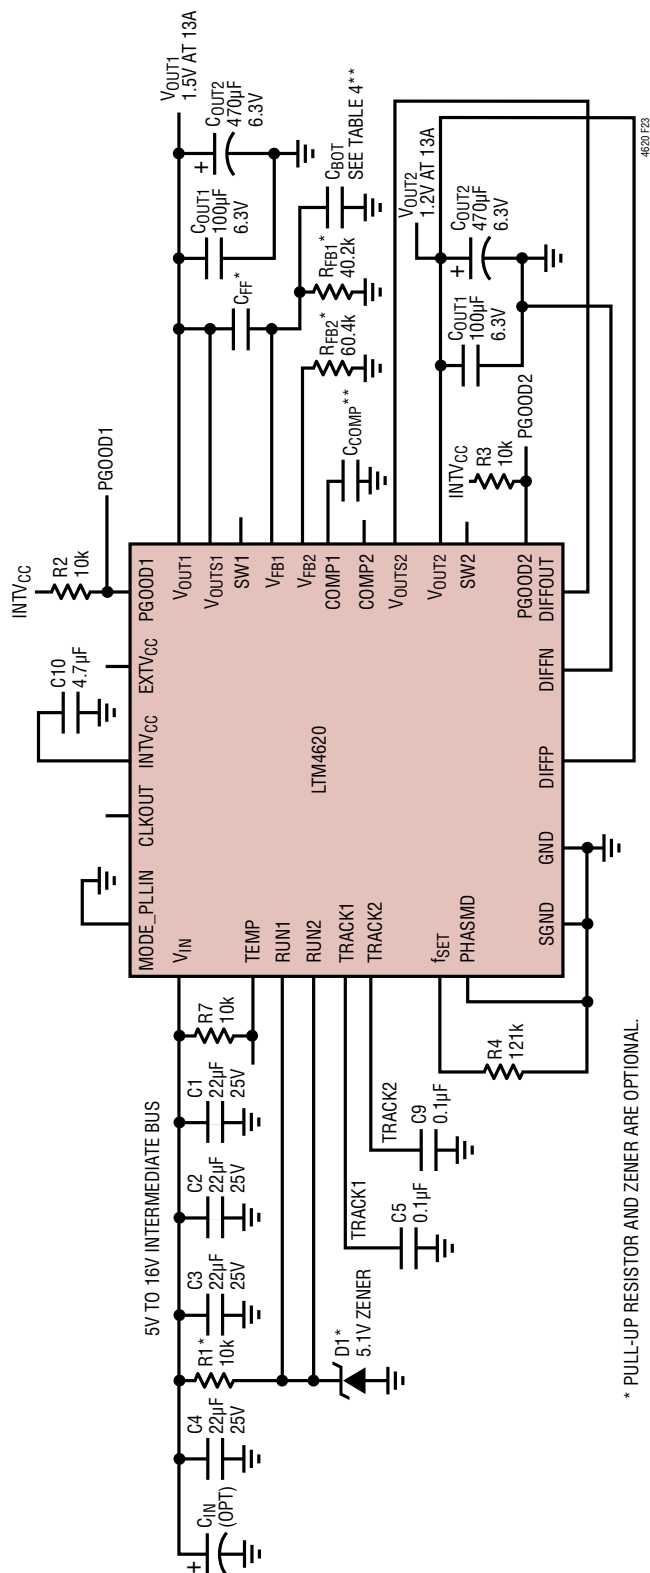 5V TO 16V INTERMEDIATE BUS
CIN
(OPT)
+
C4
22µF
25V
R1*
10k
C3
22µF
25V
C2
22µF
25V
C1
22µF
25V
R7
10k
D1*
5.1V ZENER
TRACK1
C5
0.1µF
TRACK2
C9
0.1µF
R4
121k
MODE_PLLIN
CLKOUT
INTVCC
EXTVCC
PGOOD1
C10
4.7µF
INTVCC
R2
10k
PGOOD1
VIN
TEMP
RUN1
RUN2
TRACK1
TRACK2
fSET
PHASMD
LTM4620
VOUT1
VOUTS1
SW1
VFB1
VFB2
COMP1
COMP2
VOUTS2
VOUT2
SW2
PGOOD2
SGND
GND
DIFFP
DIFFN
DIFFOUT
VOUT1
1.5V AT 13A
COUT1
100µF
6.3V
+
COUT2
470µF
6.3V
CFF*
CBOT
SEE TABLE 4**
RFB1*
40.2k
RFB2*
60.4k
CCOMP**
VOUT2
1.2V AT 13A
COUT1
100µF
6.3V
+
COUT2
470µF
6.3V
INTVCC
R3
10k
PGOOD2
4620 F23
* PULL-UP RESISTOR AND ZENER ARE OPTIONAL.